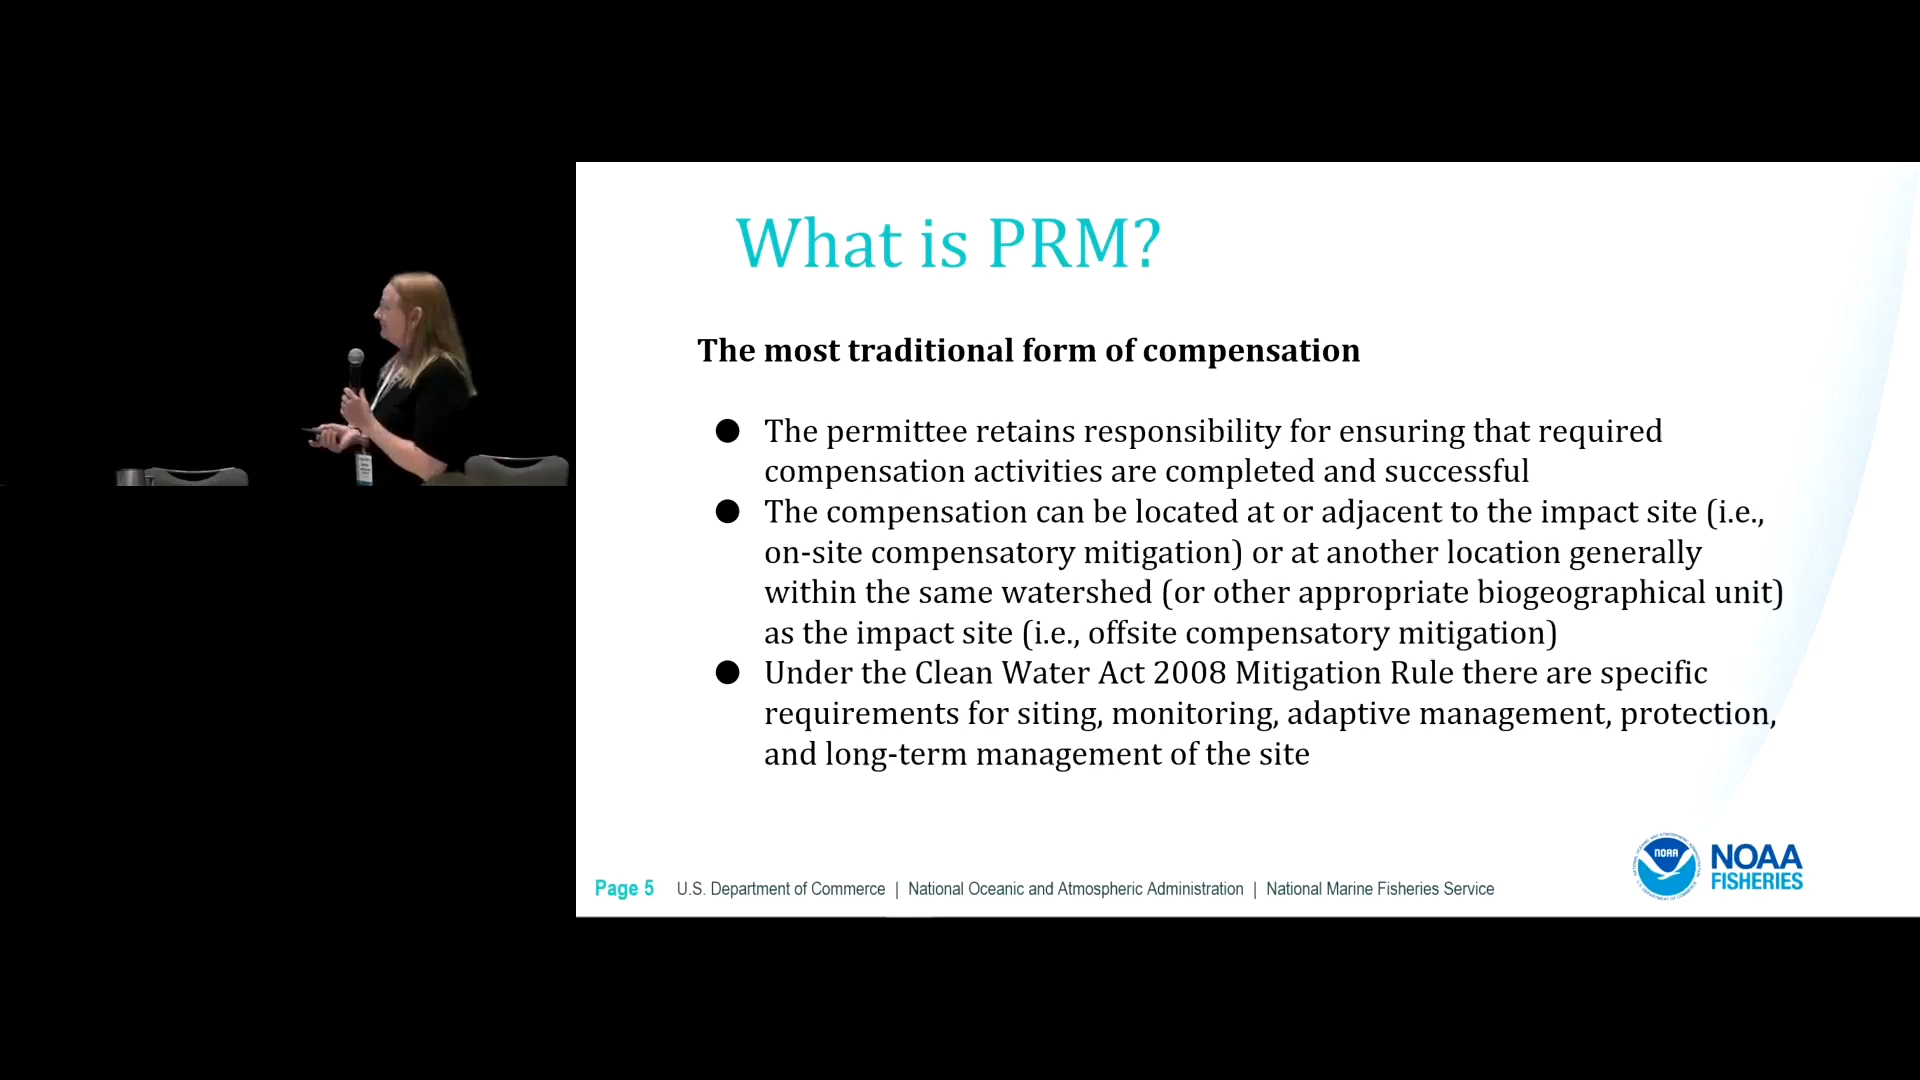 What is PRM?
The most traditional form of compensation
● The permittee retains responsibility for ensuring that required
compensation activities are completed and successful
● The compensation can be located at or adjacent to the impact site (i.e.,
on-site compensatory mitigation) or at another location generally
within the same watershed (or other appropriate biogeographical unit)
as the impact site (i.e., offsite compensatory mitigation)
● Under the Clean Water Act 2008 Mitigation Rule there are specific
requirements for siting, monitoring, adaptive management, protection,
and long-term management of the site
NOAA
NOAA
FISHERIES
Page 5 U.S. Department of Commerce | National Oceanic and Atmospheric Administration | National Marine Fisheries Service